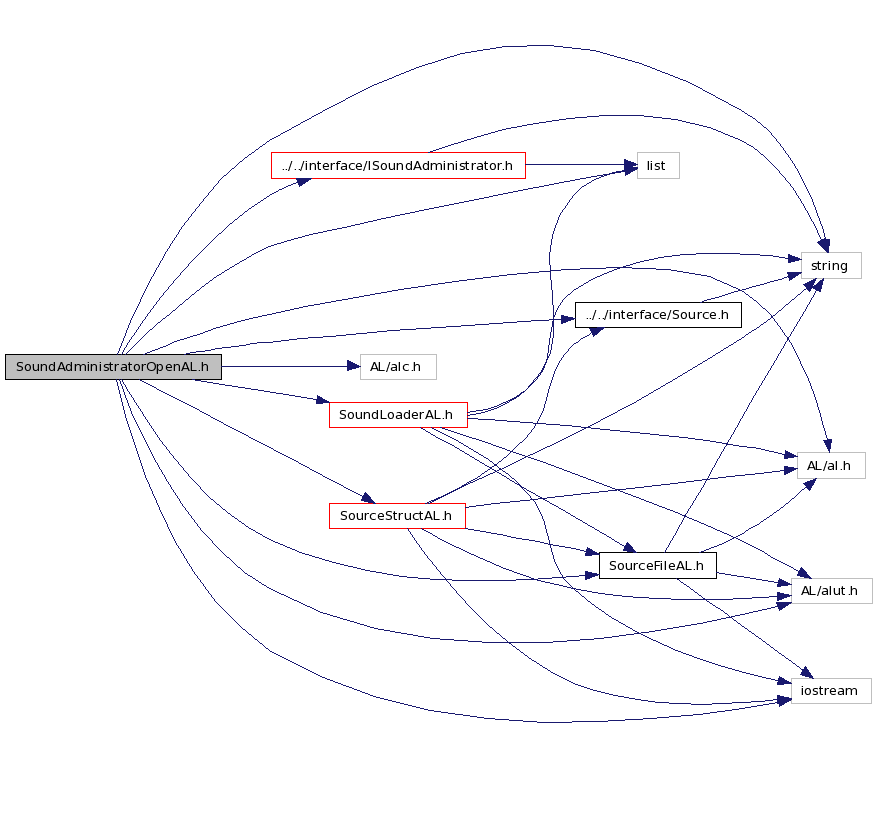 ../../interface/ISoundAdministrator.h
list
string
../../interface/Source.h
SoundAdministratorOpenAL.h
AL/alc.h
SoundLoaderAL.h
AL/al.h
SourceStructAL.h
SourceFileAL.h
AL/alut.h
iostream